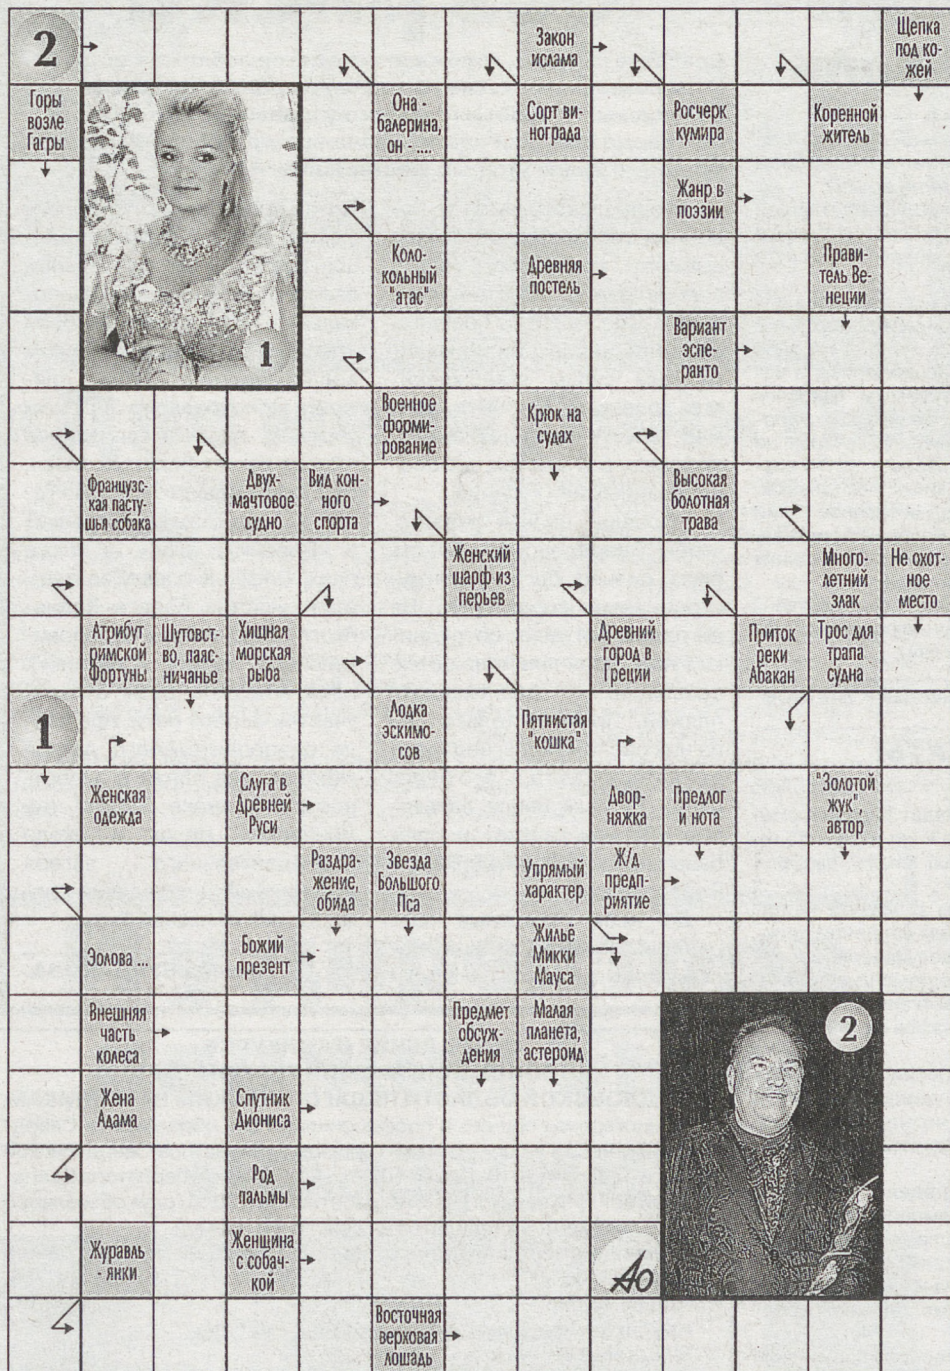 2
Закон
ислама
Щепка
под ко-
жей
Горы
возле
Гагры
Она -
балерина,
он - ....
Сорт ви-
нограда
Росчерк
кумира
Коренной
житель
Жанр в
поэзии
Коло-
кольный
"атас"
Древняя
постель
Прави-
тель Ве-
неции
1
Вариант
эспе-
ранто
Военное
форми-
рование
Крюк на
судах
Французс-
кая пасту-
шья собака
Двух-
мачтовое
судно
Вид кон-
ного
спорта
Высокая
болотная
трава
Женский
шарф из
перьев
Много-
летний
злак
Не охот-
ное
место
Атрибут
римской
Фортуны
Шутовст-
во, паяс-
ничанье
Хищная
морская
рыба
Древний
город в
Греции
Приток
реки
Абакан
Трос для
трапа
судна
1
Лодка
эскимо-
сов
Пятнистая
"кошка"
Женская
одежда
Слуга в
Древней
Руси
Двор-
няжка
Предлог
и нота
"Золотой
жук",
автор
Раздра-
жение,
обида
Звезда
Большого
Пса
Упрямый
характер
Ж/д
предп-
риятие
Эолова ...
Божий
презент
Жильё
Микки
Мауса
Внешняя
часть
колеса
Предмет
обсуж-
дения
Малая
планета,
астероид
2
Жена
Адама
Спутник
Диониса
Род
пальмы
Журавль
- янки
Женщина
с собач-
кой
Ао
Восточная
верховая
лошадь